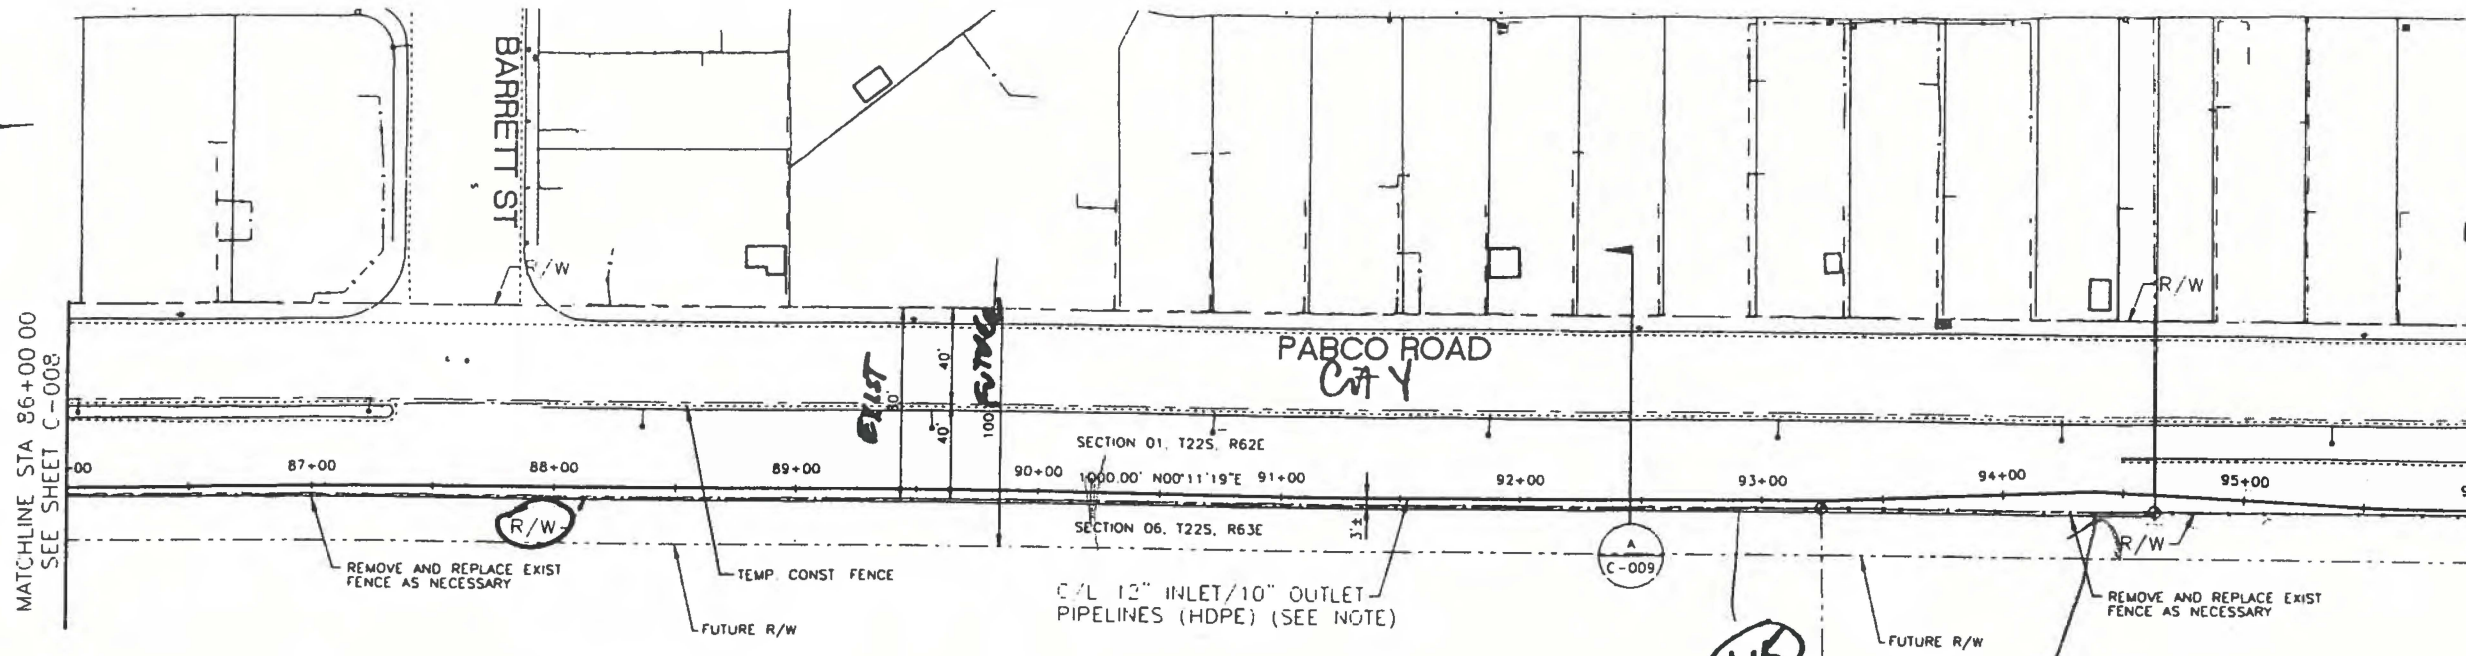 BARRETT ST
R/W
R/W
PABCO ROAD
EXIST
80'
40'
40'
FUTURE
100'
SECTION 01, T22S, R62E
+00
87+00
88+00
89+00
90+00
1000.00' N00°11'19"E
91+00
92+00
93+00
94+00
95+00
SECTION 06, T22S, R63E
3'±
MATCHLINE STA 86+00 00
SEE SHEET C-008
R/W
R/W
A
C-009
REMOVE AND REPLACE EXIST
FENCE AS NECESSARY
TEMP. CONST FENCE
C/L 12" INLET/10" OUTLET
PIPELINES (HDPE) (SEE NOTE)
REMOVE AND REPLACE EXIST
FENCE AS NECESSARY
FUTURE R/W
FUTURE R/W